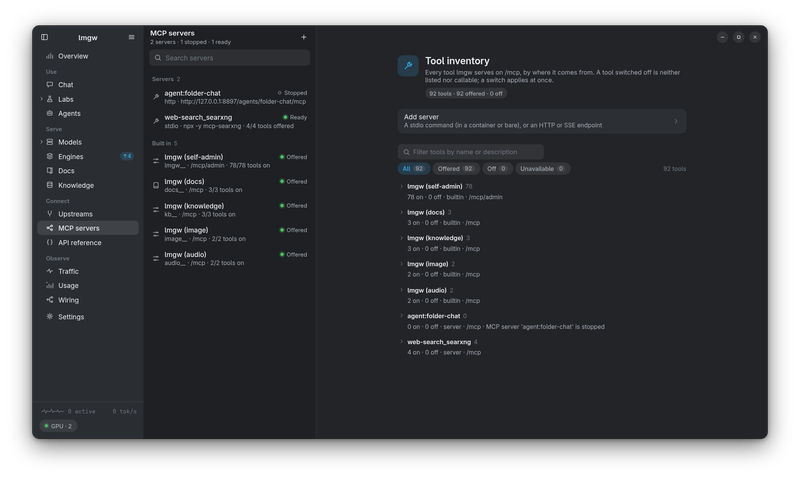 lmgw
Overview
Use
Chat
Labs
Agents
Serve
Models
Engines
↑4
Docs
Knowledge
Connect
Upstreams
MCP servers
API reference
Observe
Traffic
Usage
Wiring
Settings
0 active
0 tok/s
GPU · 2
MCP servers
2 servers · 1 stopped · 1 ready
Search servers
Servers 2
agent:folder-chat
Stopped
http · http://127.0.0.1:8897/agents/folder-chat/mcp
web-search_searxng
Ready
stdio · npx -y mcp-searxng · 4/4 tools offered
Built in 5
lmgw (self-admin)
Offered
lmgw__ · /mcp/admin · 78/78 tools on
lmgw (docs)
Offered
docs__ · /mcp · 3/3 tools on
lmgw (knowledge)
Offered
kb__ · /mcp · 3/3 tools on
lmgw (image)
Offered
image__ · /mcp · 2/2 tools on
lmgw (audio)
Offered
audio__ · /mcp · 2/2 tools on
Tool inventory
Every tool lmgw serves on /mcp, by where it comes from. A tool switched off is neither
listed nor callable; a switch applies at once.
92 tools · 92 offered · 0 off
Add server
A stdio command (in a container or bare), or an HTTP or SSE endpoint
Filter tools by name or description
All 92
Offered 92
Off 0
Unavailable 0
92 tools
lmgw (self-admin) 78
78 on · 0 off · builtin · /mcp/admin
lmgw (docs) 3
3 on · 0 off · builtin · /mcp
lmgw (knowledge) 3
3 on · 0 off · builtin · /mcp
lmgw (image) 2
2 on · 0 off · builtin · /mcp
lmgw (audio) 2
2 on · 0 off · builtin · /mcp
agent:folder-chat 0
0 on · 0 off · server · /mcp · MCP server 'agent:folder-chat' is stopped
web-search_searxng 4
4 on · 0 off · server · /mcp